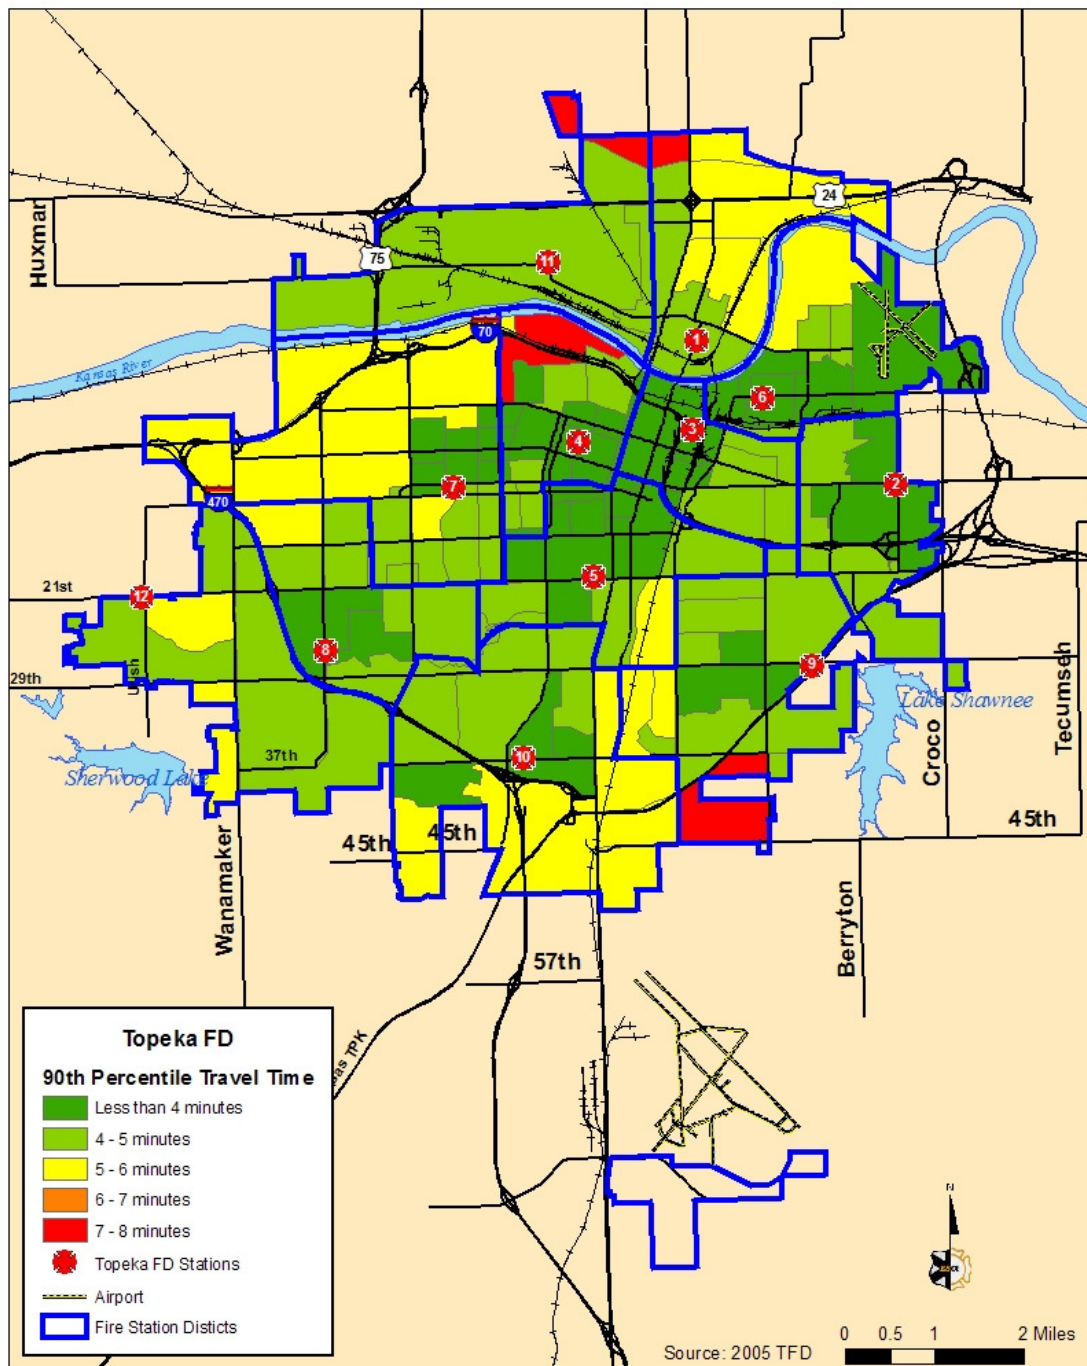 24
Huxmar
75
11
70
Kansas River
1
6
3
4
7
2
470
21st
12
5
8
9
29th
Urish
Lake Shawnee
10
37th
Sherwood Lake
Croco
Tecumseh
45th
45th
45th
Wanamaker
Berryton
57th
Topeka FD
90th Percentile Travel Time
Less than 4 minutes
4 - 5 minutes
5 - 6 minutes
6 - 7 minutes
7 - 8 minutes
Topeka FD Stations
Airport
Fire Station Disticts
as TPK
0 0.5 1 2 Miles
Source: 2005 TFD